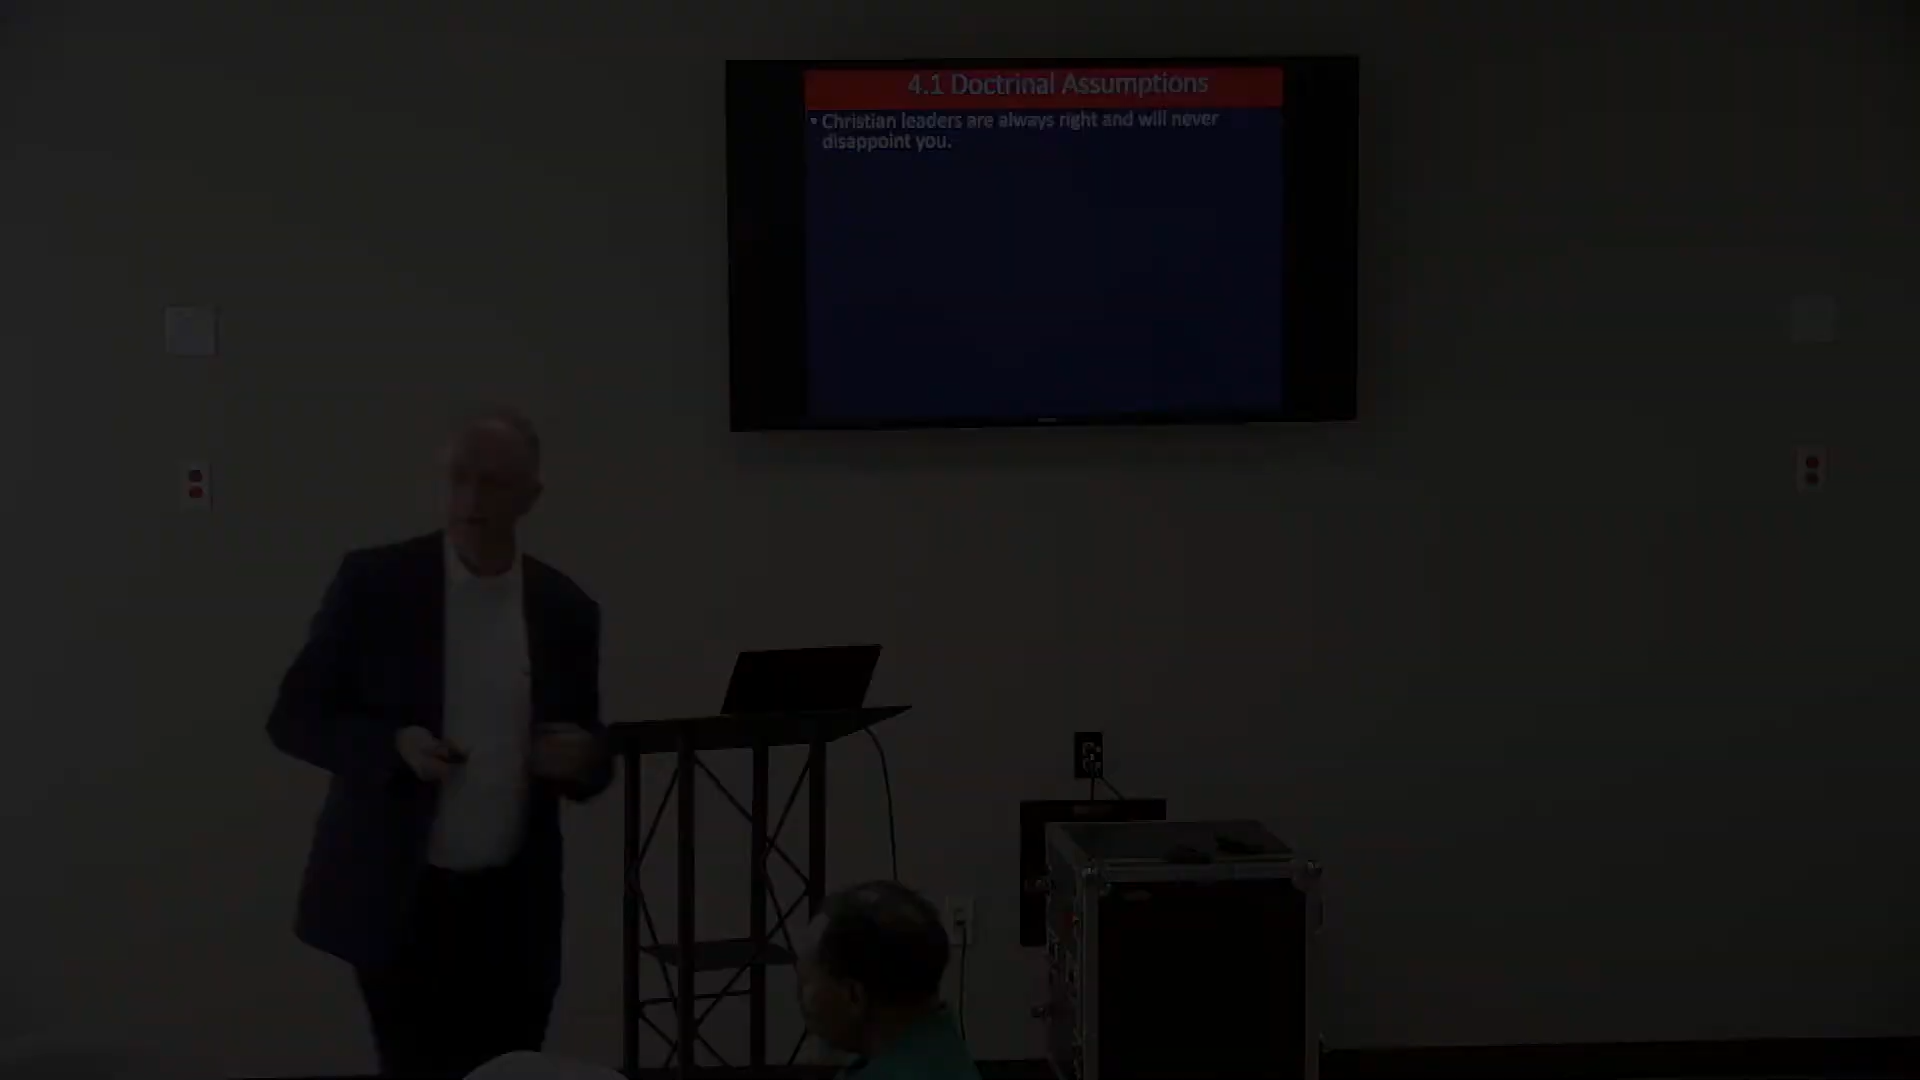 4.1 Doctrinal Assumptions
• Christian leaders are always right and will never
disappoint you.